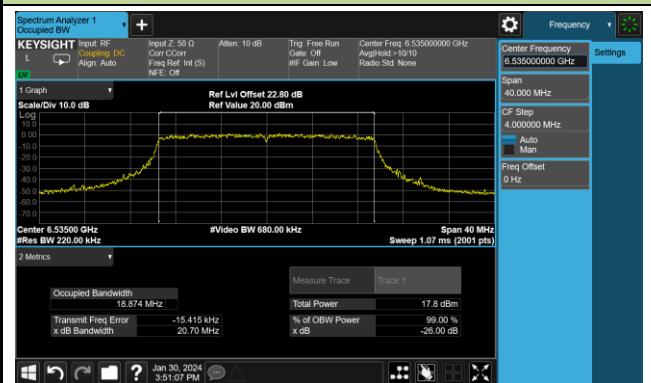 Spectrum Analyzer 1
Occupied BW
Frequency
KEYSIGHT
Input: RF
Coupling: DC
Align: Auto
Input Z: 50 Ω
Corr CCorr
Freq Ref: Int (S)
NFE: Off
Atten: 10 dB
Trig: Free Run
Gate: Off
#IF Gain: Low
Center Freq: 6.535000000 GHz
Avg|Hold:>10/10
Radio Std: None
L
Center Frequency
6.535000000 GHz
Settings
Span
40.000 MHz
CF Step
4.000000 MHz
Auto
Man
Freq Offset
0 Hz
1 Graph
Scale/Div 10.0 dB
Ref Lvl Offset 22.80 dB
Ref Value 20.00 dBm
Log
10.0
0.00
-10.0
-20.0
-30.0
-40.0
-50.0
-60.0
-70.0
Center 6.53500 GHz
#Video BW 680.00 kHz
Span 40 MHz
#Res BW 220.00 kHz
Sweep 1.07 ms (2001 pts)
2 Metrics
Measure Trace
Trace 1
Occupied Bandwidth
18.874 MHz
Total Power
17.8 dBm
Transmit Freq Error
-15.415 kHz
% of OBW Power
99.00 %
x dB Bandwidth
20.70 MHz
x dB
-26.00 dB
Jan 30, 2024
3:51:07 PM